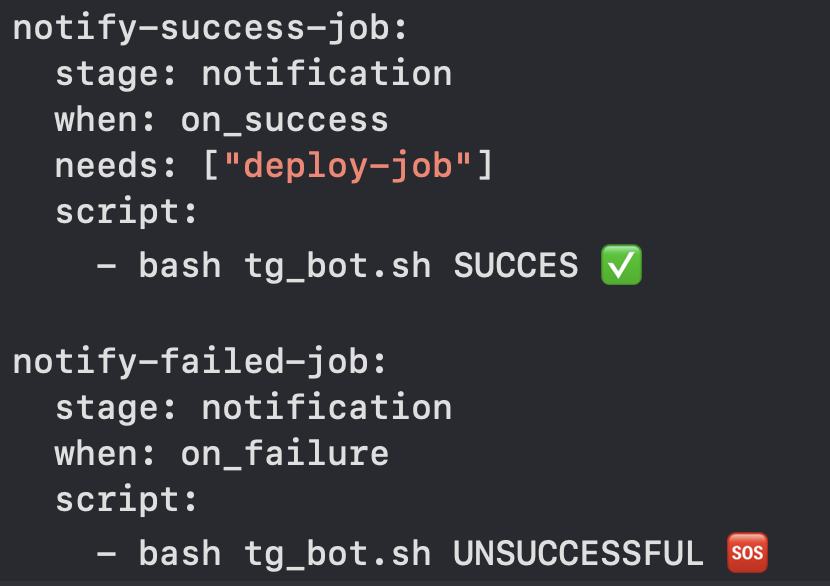 notify-success-job:
  stage: notification
  when: on_success
  needs: ["deploy-job"]
  script:
    - bash tg_bot.sh SUCCES ✅
notify-failed-job:
  stage: notification
  when: on_failure
  script:
    - bash tg_bot.sh UNSUCCESSFUL 🆘